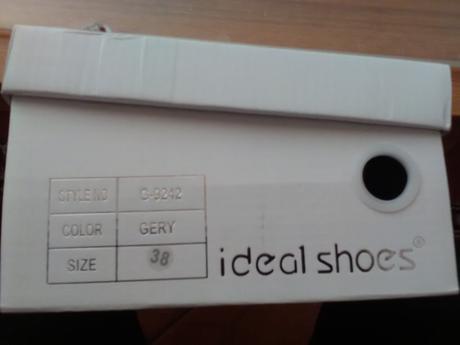 STYLE NO G-9242
COLOR GERY
SIZE 38
ideal shoes®